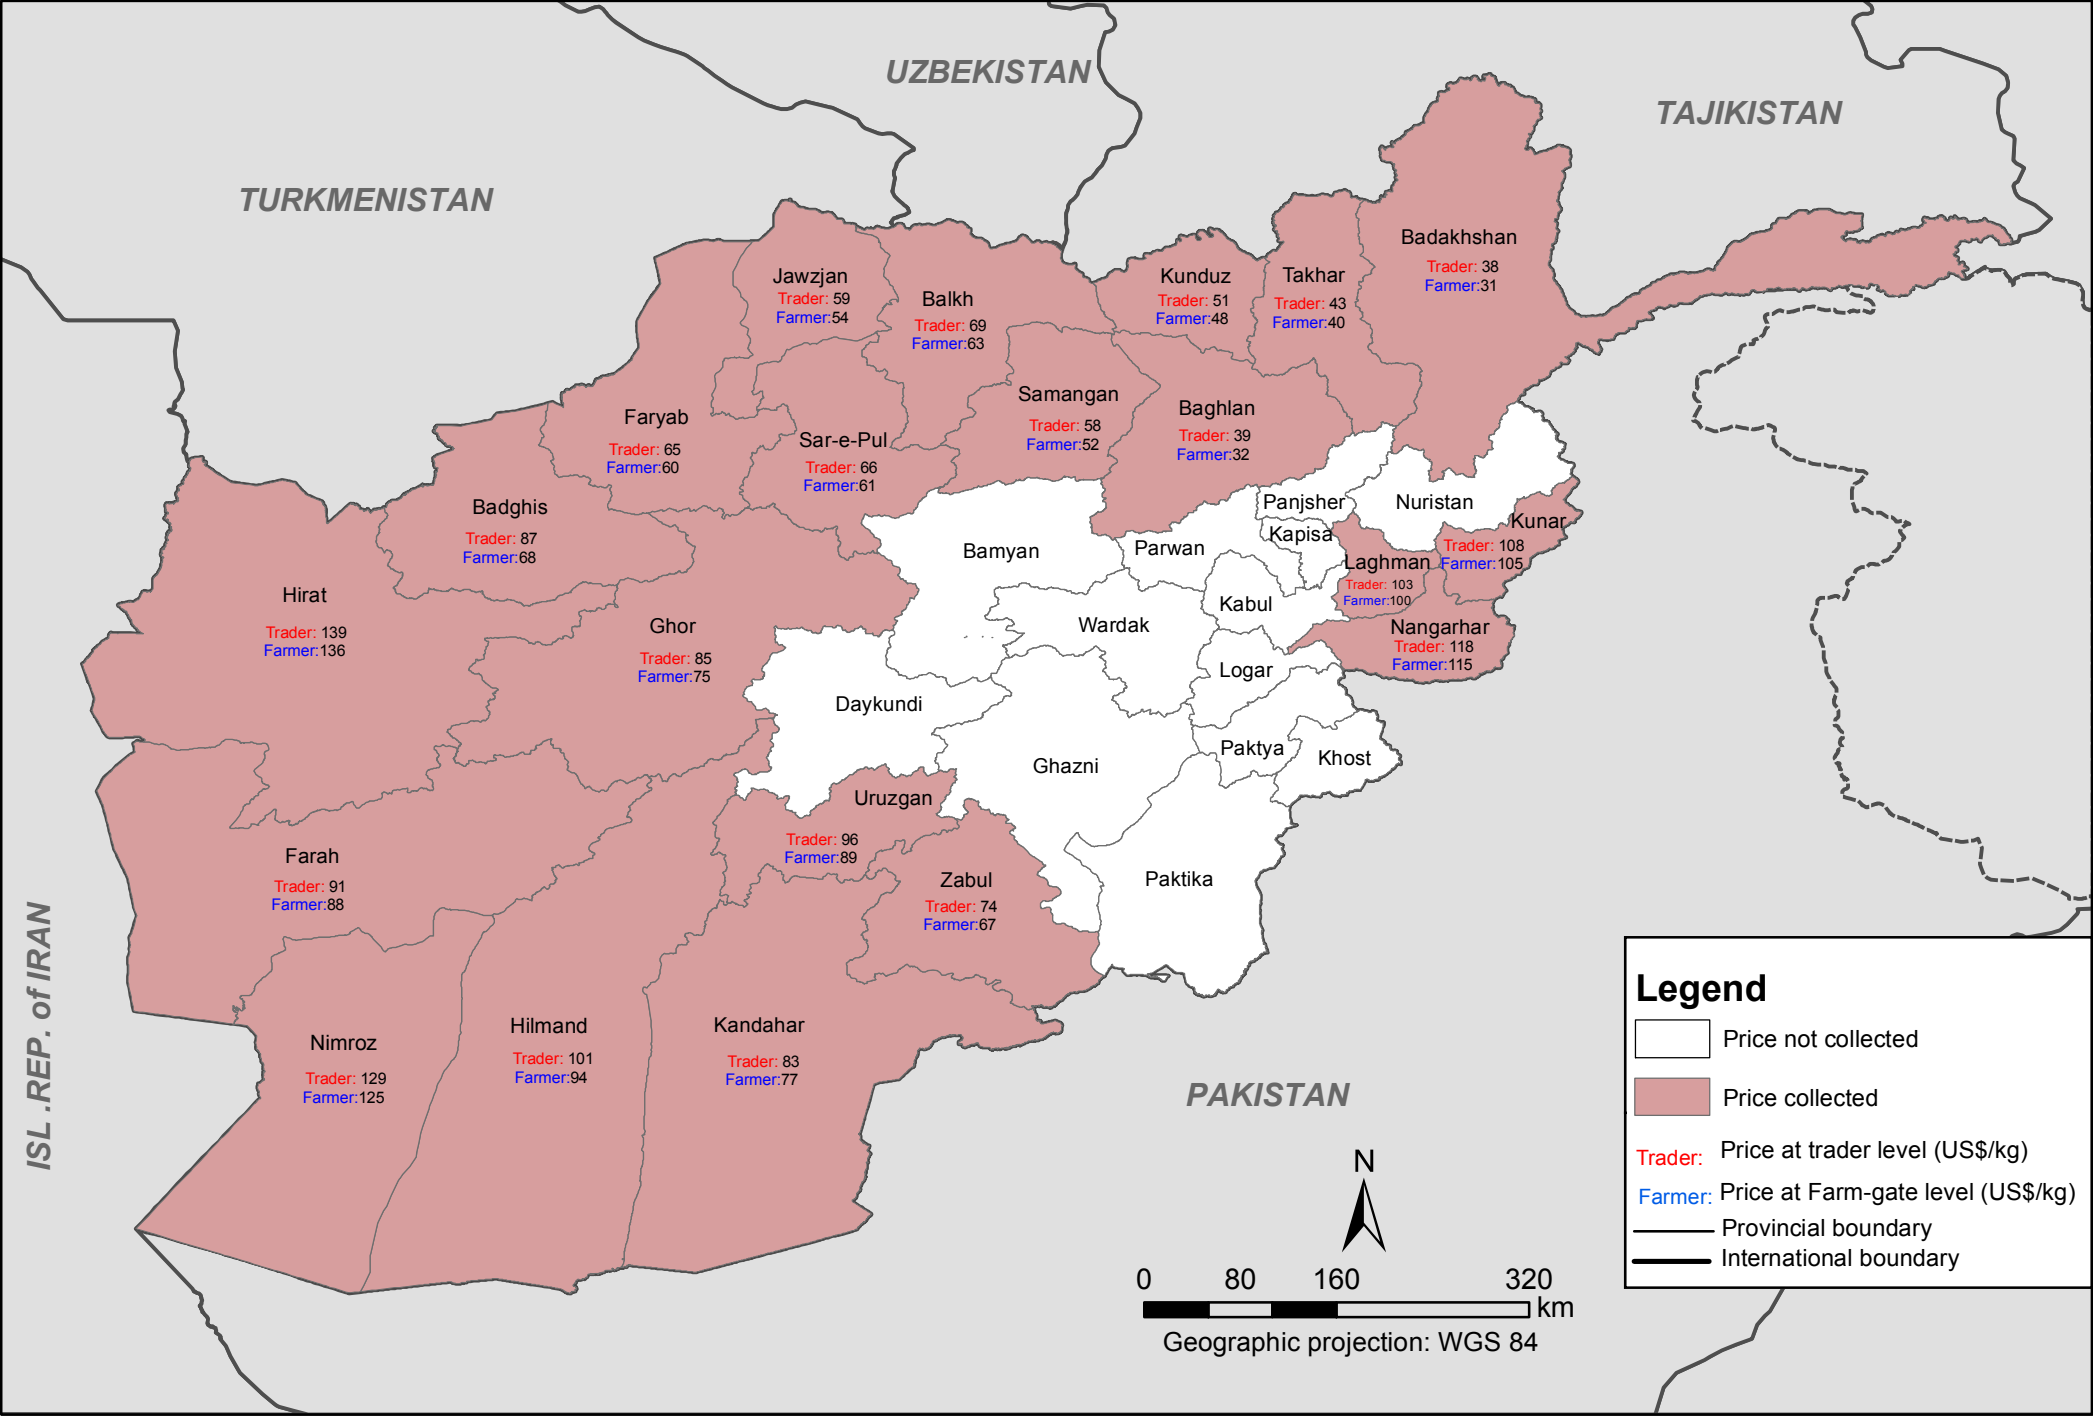 UZBEKISTAN
TAJIKISTAN
TURKMENISTAN
Badakhshan
Trader: 38
Farmer:31
Jawzjan
Trader: 59
Farmer:54
Balkh
Trader: 69
Farmer:63
Kunduz
Trader: 51
Farmer:48
Takhar
Trader: 43
Farmer:40
Samangan
Trader: 58
Farmer:52
Baghlan
Trader: 39
Farmer:32
Faryab
Trader: 65
Farmer:60
Sar-e-Pul
Trader: 66
Farmer:61
Badghis
Trader: 87
Farmer:68
Panjsher
Nuristan
Kunar
Trader: 108
Farmer:105
Kapisa
Parwan
Bamyan
Laghman
Trader: 103
Farmer:100
Hirat
Trader: 139
Farmer:136
Ghor
Trader: 85
Farmer:75
Kabul
Wardak
Nangarhar
Trader: 118
Farmer:115
Logar
Daykundi
Paktya
Khost
Ghazni
Uruzgan
Trader: 96
Farmer:89
Farah
Trader: 91
Farmer:88
Zabul
Trader: 74
Farmer:67
Paktika
Nimroz
Trader: 129
Farmer:125
Hilmand
Trader: 101
Farmer:94
Kandahar
Trader: 83
Farmer:77
ISL .REP. of IRAN
PAKISTAN
N
0 80 160 320
km
Geographic projection: WGS 84
Legend
Price not collected
Price collected
Trader: Price at trader level (US$/kg)
Farmer: Price at Farm-gate level (US$/kg)
Provincial boundary
International boundary